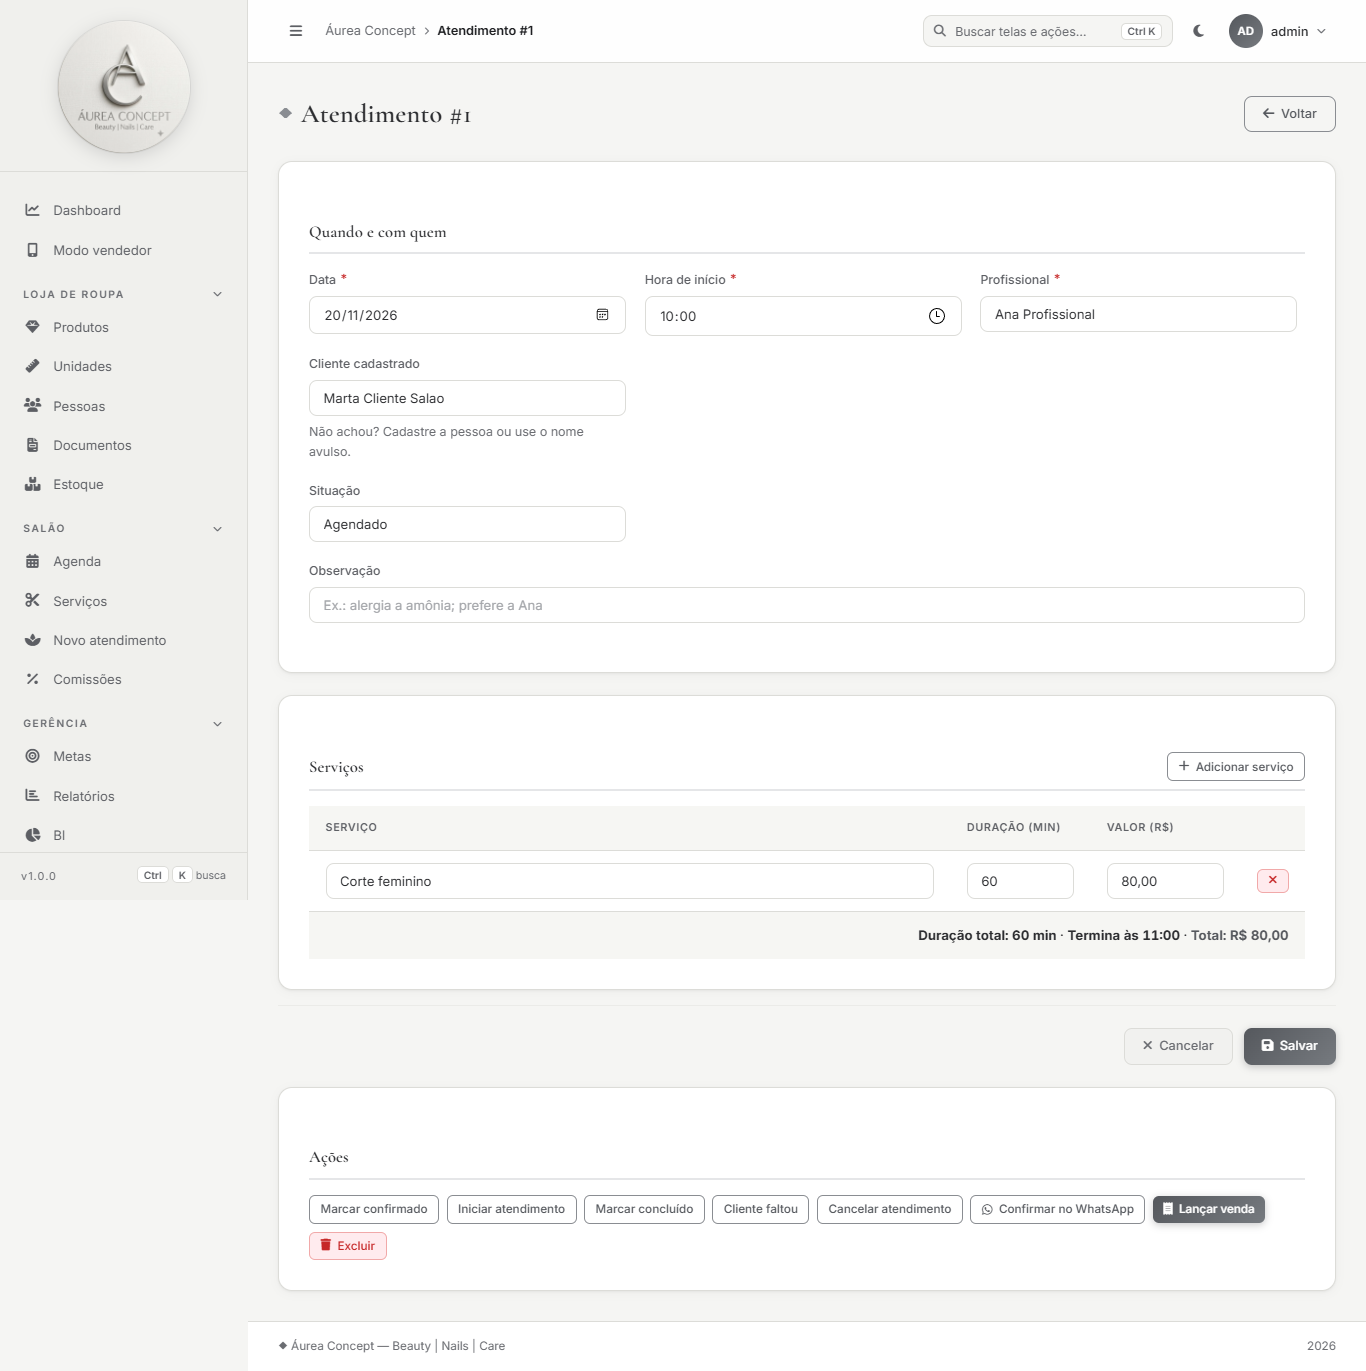 ÁUREA CONCEPT
Beauty | Nails | Care
Dashboard
Modo vendedor
LOJA DE ROUPA
Produtos
Unidades
Pessoas
Documentos
Estoque
SALÃO
Agenda
Serviços
Novo atendimento
Comissões
GERÊNCIA
Metas
Relatórios
BI
v1.0.0
Ctrl K busca
Áurea Concept › Atendimento #1
Buscar telas e ações... Ctrl K
AD admin
Atendimento #1
Voltar
Quando e com quem
Data * Hora de início * Profissional *
20/11/2026 10:00 Ana Profissional
Cliente cadastrado
Marta Cliente Salao
Não achou? Cadastre a pessoa ou use o nome
avulso.
Situação
Agendado
Observação
Ex.: alergia a amônia; prefere a Ana
Serviços
Adicionar serviço
SERVIÇO DURAÇÃO (MIN) VALOR (R$)
Corte feminino 60 80,00
Duração total: 60 min · Termina às 11:00 · Total: R$ 80,00
Cancelar
Salvar
Ações
Marcar confirmado Iniciar atendimento Marcar concluído Cliente faltou Cancelar atendimento Confirmar no WhatsApp Lançar venda
Excluir
Áurea Concept — Beauty | Nails | Care
2026